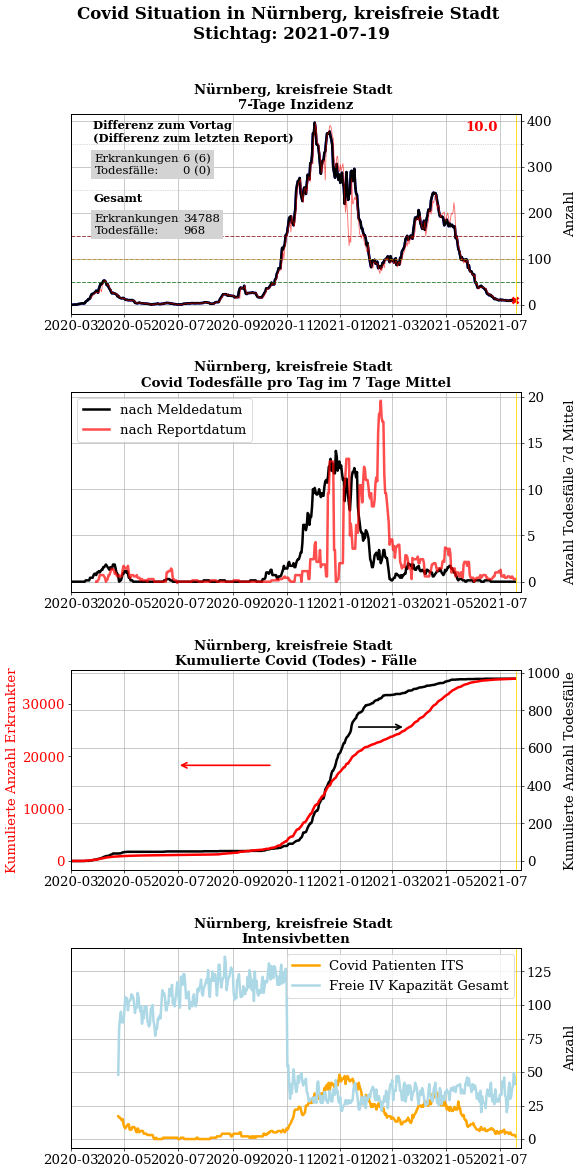 Covid Situation in Nürnberg, kreisfreie Stadt
Stichtag: 2021-07-19
Nürnberg, kreisfreie Stadt
7-Tage Inzidenz
Differenz zum Vortag
(Differenz zum letzten Report)
Erkrankungen 6 (6)
Todesfälle: 0 (0)
Gesamt
Erkrankungen 34788
Todesfälle: 968
10.0
400
300
200
100
0
Anzahl
2020-03 2020-05 2020-07 2020-09 2020-11 2021-01 2021-03 2021-05 2021-07
Nürnberg, kreisfreie Stadt
Covid Todesfälle pro Tag im 7 Tage Mittel
nach Meldedatum
nach Reportdatum
20
15
10
5
0
Anzahl Todesfälle 7d Mittel
2020-03 2020-05 2020-07 2020-09 2020-11 2021-01 2021-03 2021-05 2021-07
Nürnberg, kreisfreie Stadt
Kumulierte Covid (Todes) - Fälle
Kumulierte Anzahl Erkrankter
30000
20000
10000
0
1000
800
600
400
200
0
Kumulierte Anzahl Todesfälle
2020-03 2020-05 2020-07 2020-09 2020-11 2021-01 2021-03 2021-05 2021-07
Nürnberg, kreisfreie Stadt
Intensivbetten
Covid Patienten ITS
Freie IV Kapazität Gesamt
125
100
75
50
25
0
Anzahl
2020-03 2020-05 2020-07 2020-09 2020-11 2021-01 2021-03 2021-05 2021-07